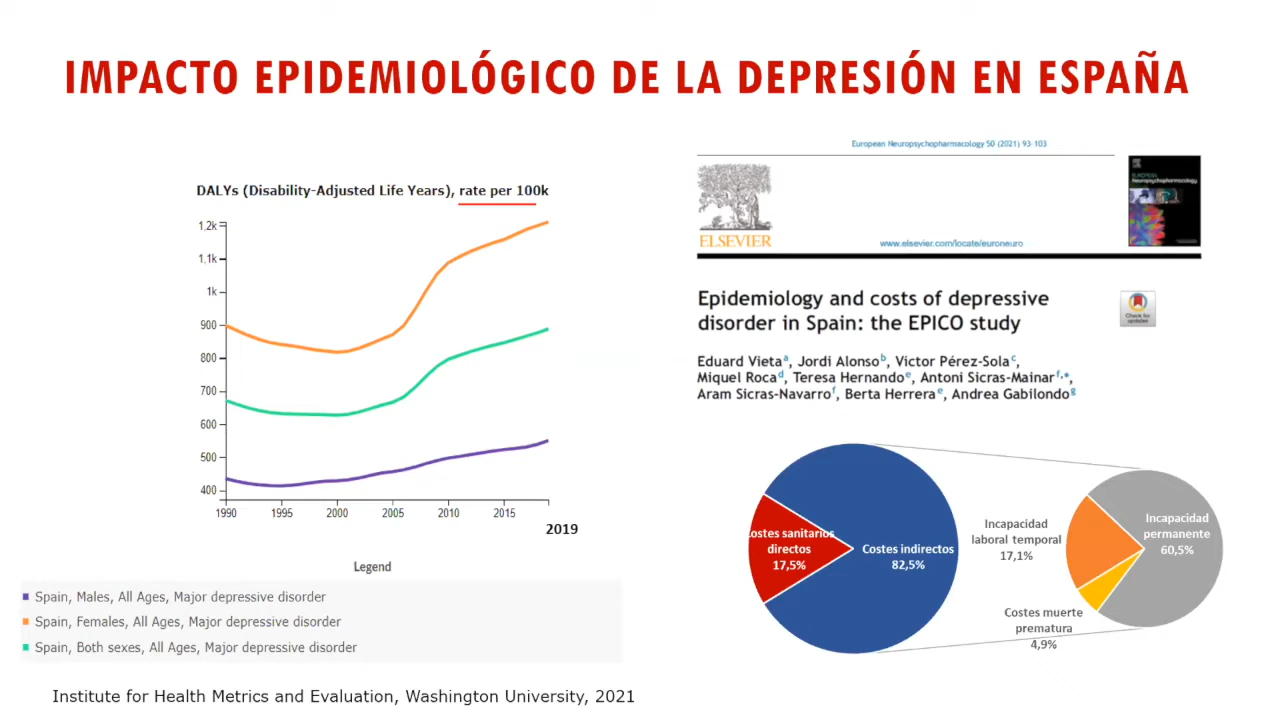 IMPACTO EPIDEMIOLÓGICO DE LA DEPRESIÓN EN ESPAÑA
DALYs (Disability-Adjusted Life Years), rate per 100k
1,2k
1,1k
1k
900
800
700
600
500
400
1990
1995
2000
2005
2010
2015
2019
Legend
Spain, Males, All Ages, Major depressive disorder
Spain, Females, All Ages, Major depressive disorder
Spain, Both sexes, All Ages, Major depressive disorder
Institute for Health Metrics and Evaluation, Washington University, 2021
European Neuropsychopharmacology 50 (2021) 93-103
ELSEVIER
www.elsevier.com/locate/euroneuro
EUROPEAN
Neuropsychopharmacology
Epidemiology and costs of depressive
disorder in Spain: the EPICO study
Check for
updates
Eduard Vieta a, Jordi Alonso b, Victor Pérez-Sola c,
Miquel Roca d, Teresa Hernando e, Antoni Sicras-Mainar f,*,
Aram Sicras-Navarro f, Berta Herrera e, Andrea Gabilondo g
Costes sanitarios
directos
17,5%
Costes indirectos
82,5%
Incapacidad
laboral temporal
17,1%
Incapacidad
permanente
60,5%
Costes muerte
prematura
4,9%